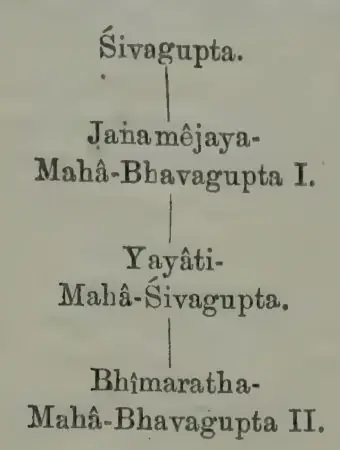 Śivagupta.
Janamêjaya-
Mahâ-Bhavagupta I.
Yayâti-
Mahâ-Śivagupta.
Bhîmaratha-
Mahâ-Bhavagupta II.